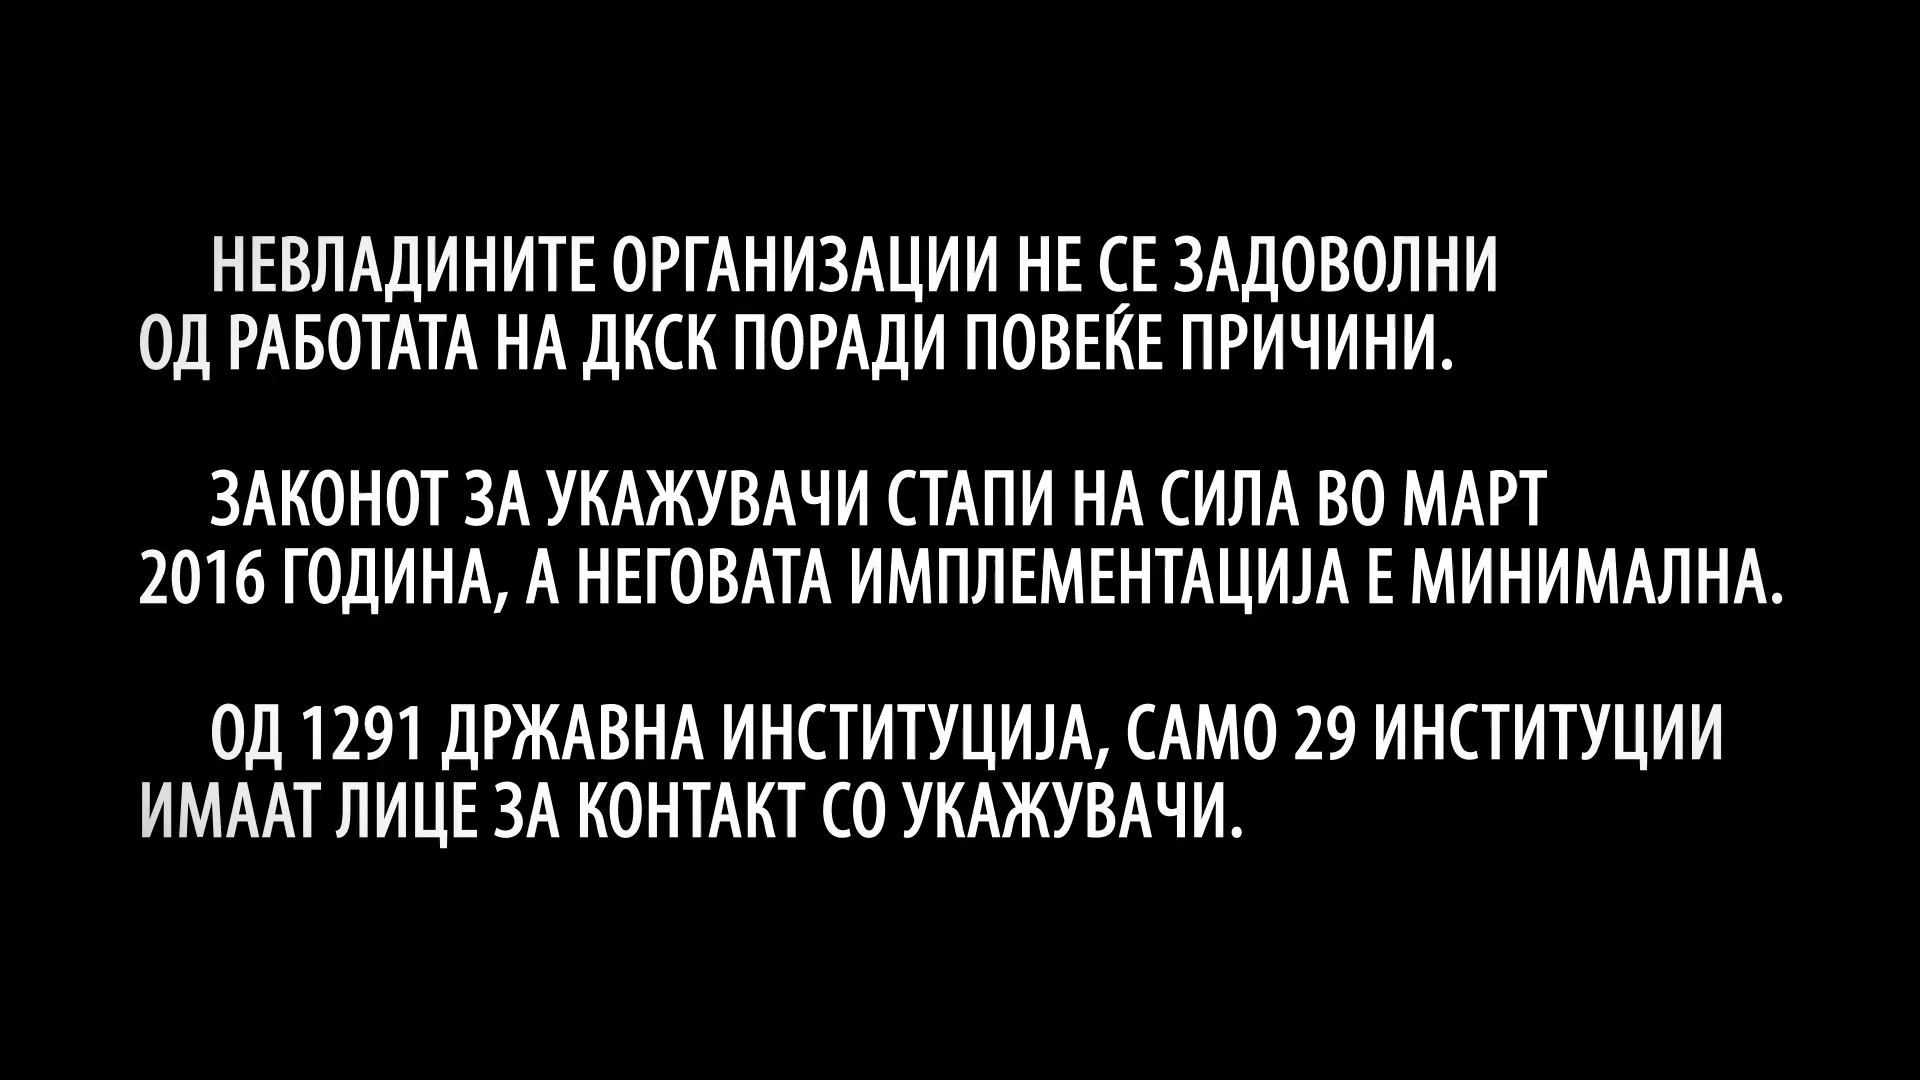 НЕВЛАДИНИТЕ ОРГАНИЗАЦИИ НЕ СЕ ЗАДОВОЛНИ
ОД РАБОТАТА НА ДКСК ПОРАДИ ПОВЕЌЕ ПРИЧИНИ.
ЗАКОНОТ ЗА УКАЖУВАЧИ СТАПИ НА СИЛА ВО МАРТ
2016 ГОДИНА, А НЕГОВАТА ИМПЛЕМЕНТАЦИЈА Е МИНИМАЛНА.
ОД 1291 ДРЖАВНА ИНСТИТУЦИЈА, САМО 29 ИНСТИТУЦИИ
ИМААТ ЛИЦЕ ЗА КОНТАКТ СО УКАЖУВАЧИ.